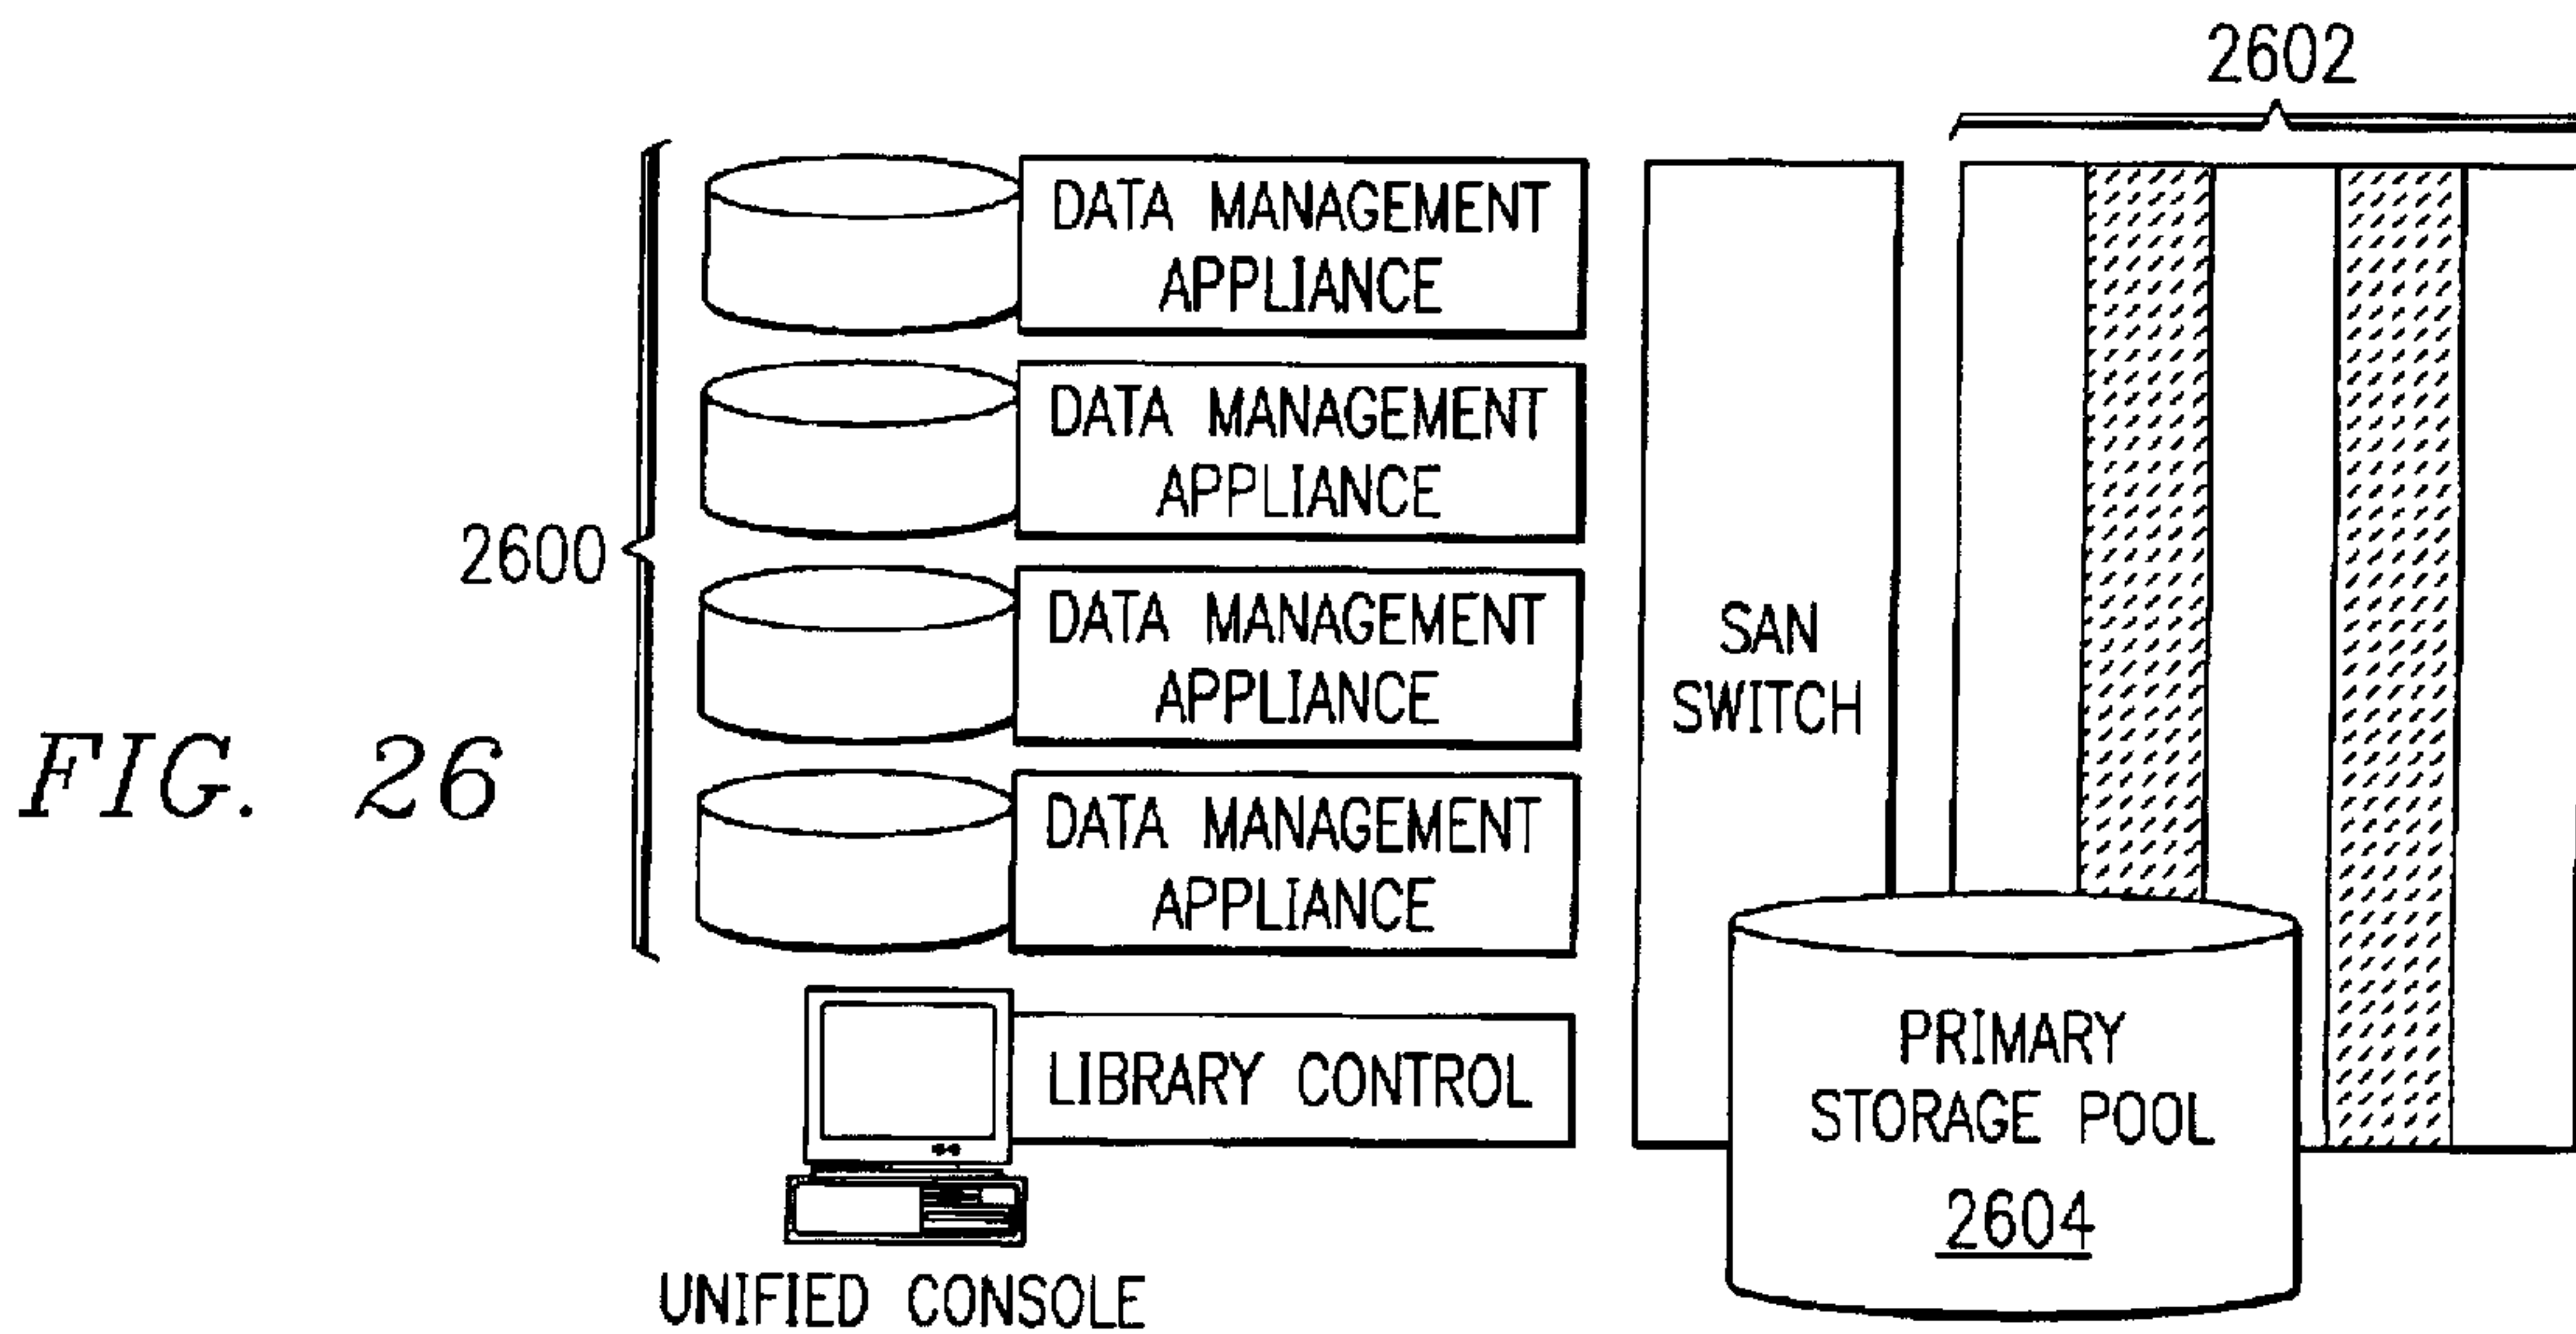 2602
DATA MANAGEMENT
APPLIANCE
DATA MANAGEMENT
APPLIANCE
2600
DATA MANAGEMENT
APPLIANCE
SAN
SWITCH
FIG. 26
DATA MANAGEMENT
APPLIANCE
LIBRARY CONTROL
PRIMARY
STORAGE POOL
2604
UNIFIED CONSOLE